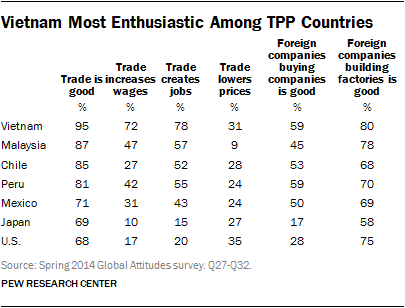 Vietnam Most Enthusiastic Among TPP Countries
Trade is good Trade increases wages Trade creates jobs Trade lowers prices Foreign companies buying companies is good Foreign companies building factories is good
% % % % % %
Vietnam 95 72 78 31 59 80
Malaysia 87 47 57 9 45 78
Chile 85 27 52 28 53 68
Peru 81 42 55 24 59 70
Mexico 71 31 43 24 50 69
Japan 69 10 15 27 17 58
U.S. 68 17 20 35 28 75
Source: Spring 2014 Global Attitudes survey. Q27-Q32.
PEW RESEARCH CENTER